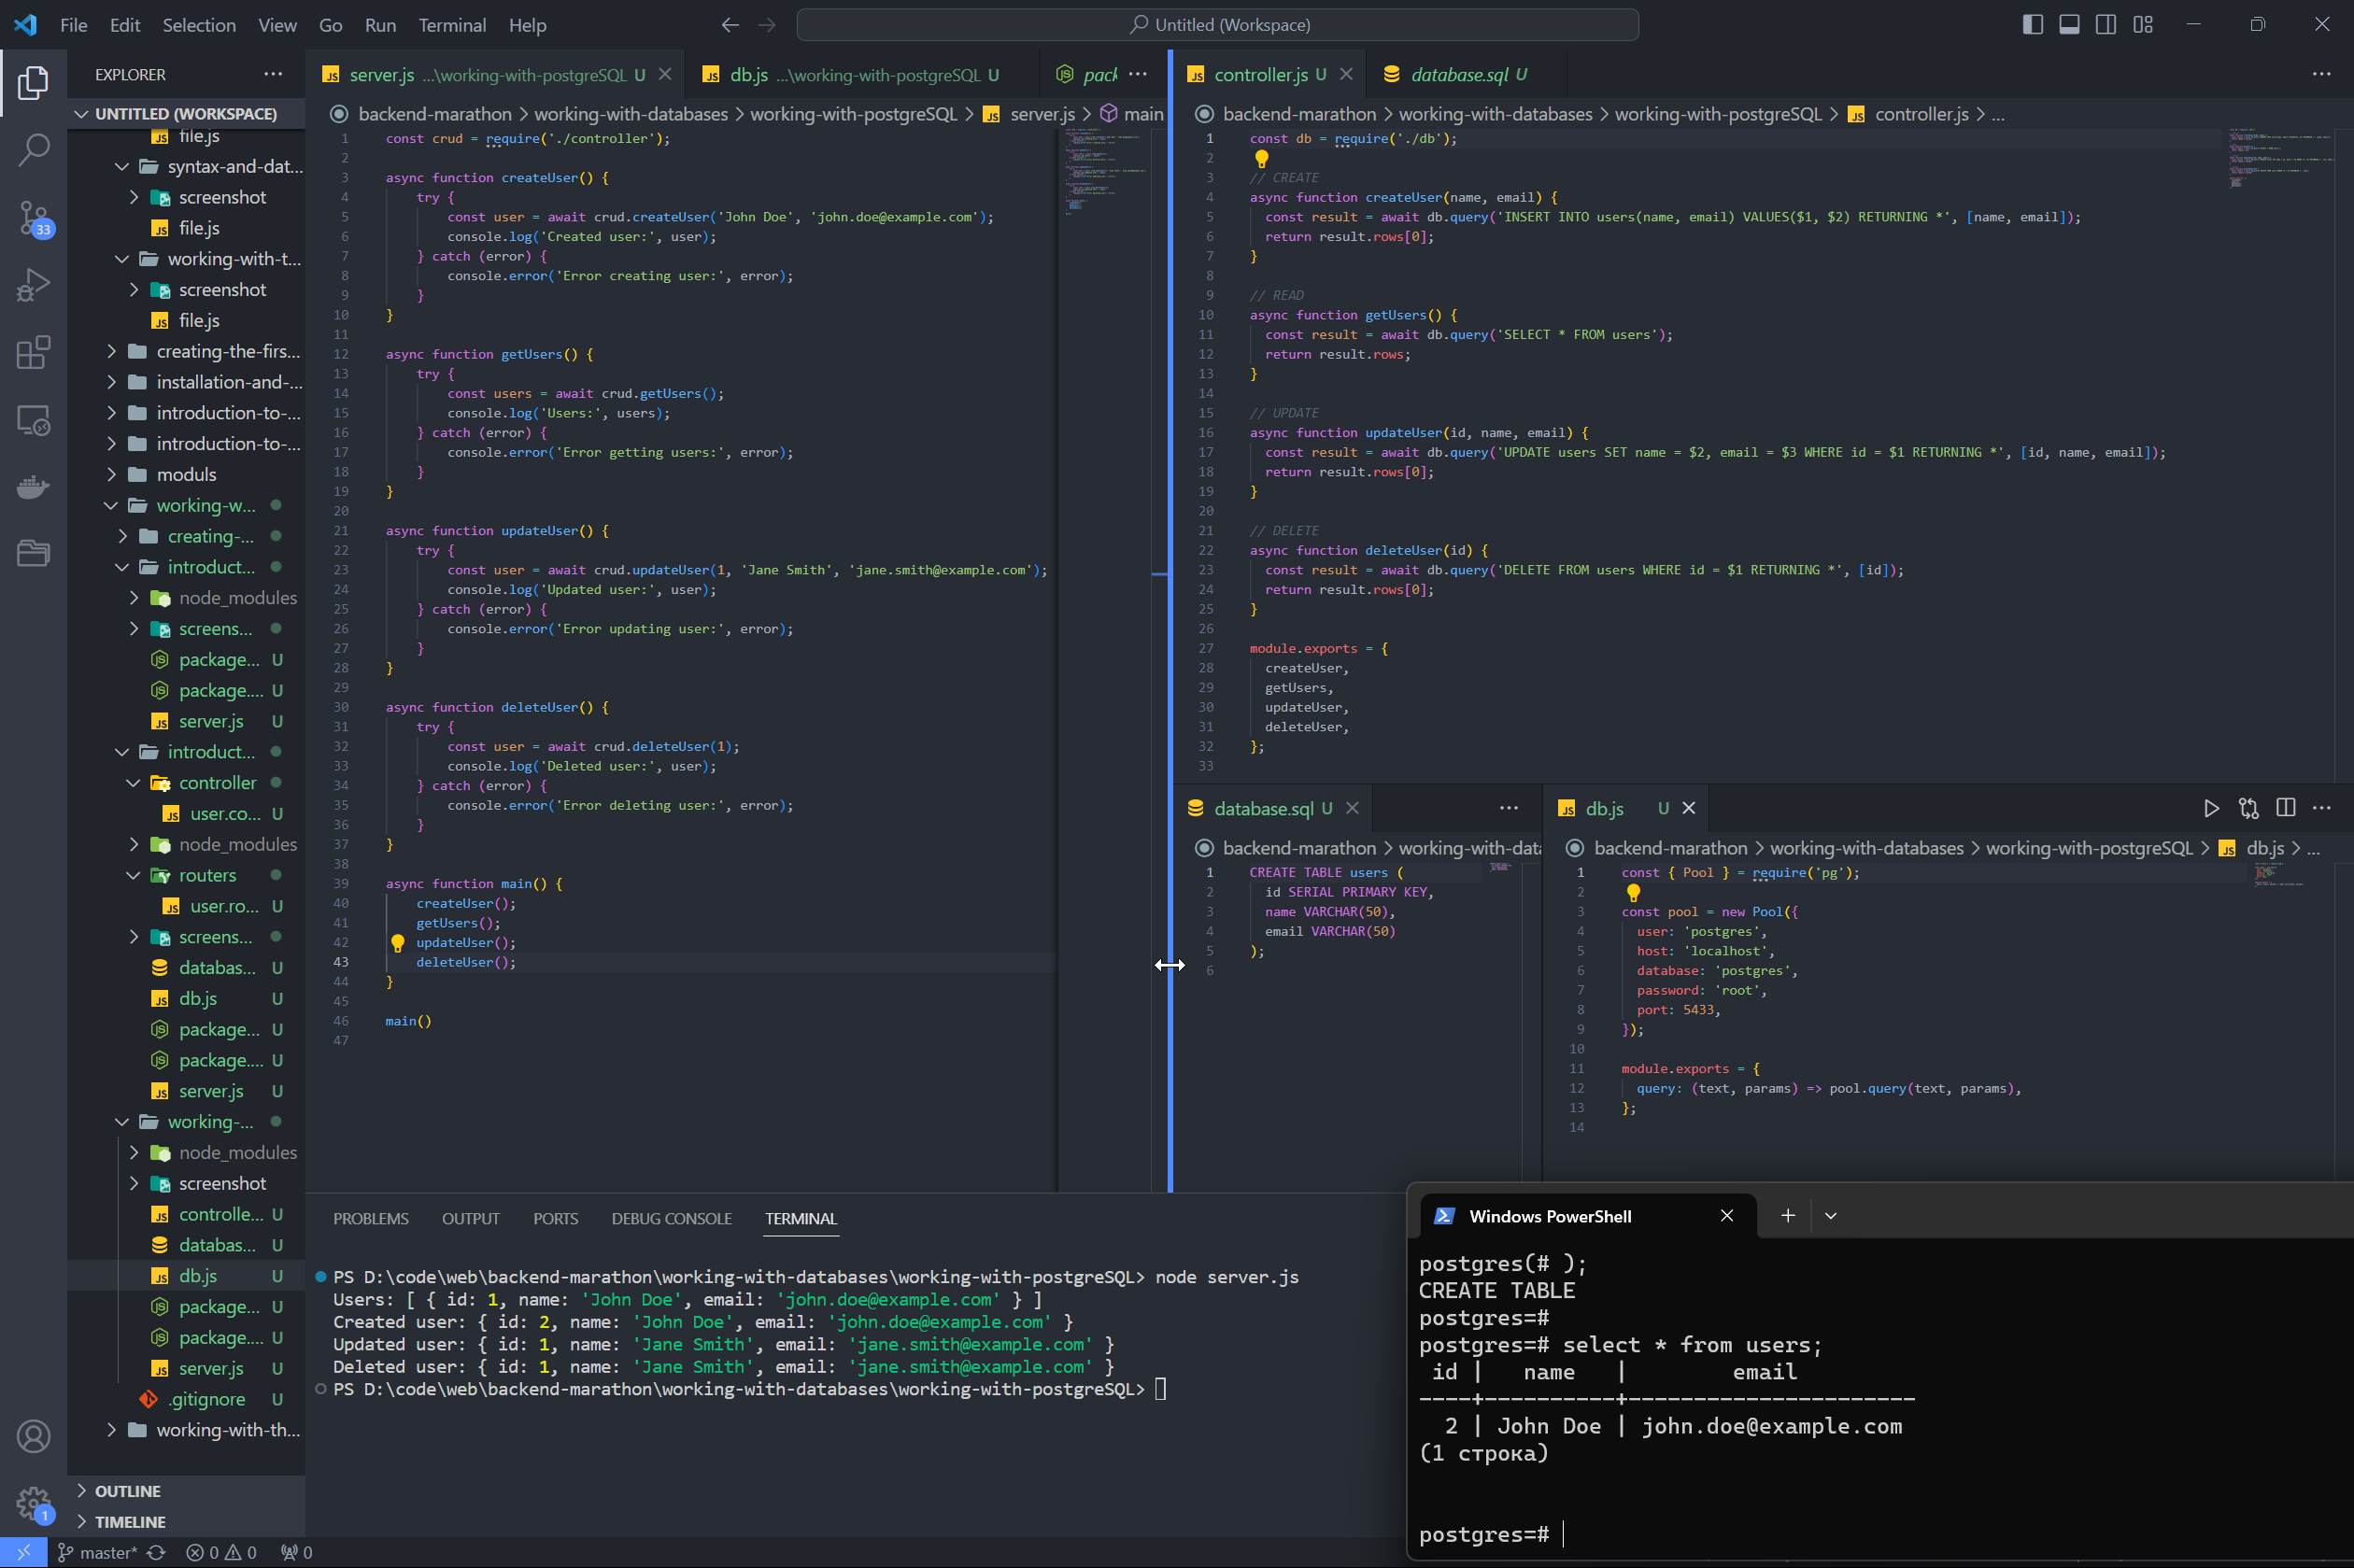 File Edit Selection View Go Run Terminal Help
Untitled (Workspace)
EXPLORER
UNTITLED (WORKSPACE)
file.js
syntax-and-dat...
screenshot
file.js
working-with-t...
screenshot
file.js
creating-the-firs...
installation-and-...
introduction-to-...
introduction-to-...
moduls
working-w...
creating-...
introduct...
node_modules
screens...
package... U
package.... U
server.js U
introduct...
controller
user.co... U
node_modules
routers
user.ro... U
screens...
databas... U
db.js U
package... U
package.... U
server.js U
working-...
node_modules
screenshot
controlle... U
databas... U
db.js U
package... U
package.... U
server.js U
.gitignore U
working-with-th...
OUTLINE
TIMELINE
33
1
server.js ...\working-with-postgreSQL U
db.js ...\working-with-postgreSQL U
pack
backend-marathon > working-with-databases > working-with-postgreSQL > server.js > main
1 const crud = require('./controller');
2
3 async function createUser() {
4 try {
5 const user = await crud.createUser('John Doe', 'john.doe@example.com');
6 console.log('Created user:', user);
7 } catch (error) {
8 console.error('Error creating user:', error);
9 }
10 }
11
12 async function getUsers() {
13 try {
14 const users = await crud.getUsers();
15 console.log('Users:', users);
16 } catch (error) {
17 console.error('Error getting users:', error);
18 }
19 }
20
21 async function updateUser() {
22 try {
23 const user = await crud.updateUser(1, 'Jane Smith', 'jane.smith@example.com');
24 console.log('Updated user:', user);
25 } catch (error) {
26 console.error('Error updating user:', error);
27 }
28 }
29
30 async function deleteUser() {
31 try {
32 const user = await crud.deleteUser(1);
33 console.log('Deleted user:', user);
34 } catch (error) {
35 console.error('Error deleting user:', error);
36 }
37 }
38
39 async function main() {
40 createUser();
41 getUsers();
42 updateUser();
43 deleteUser();
44 }
45
46 main()
47
controller.js U
database.sql U
backend-marathon > working-with-databases > working-with-postgreSQL > controller.js > ...
1 const db = require('./db');
2
3 // CREATE
4 async function createUser(name, email) {
5 const result = await db.query('INSERT INTO users(name, email) VALUES($1, $2) RETURNING *', [name, email]);
6 return result.rows[0];
7 }
8
9 // READ
10 async function getUsers() {
11 const result = await db.query('SELECT * FROM users');
12 return result.rows;
13 }
14
15 // UPDATE
16 async function updateUser(id, name, email) {
17 const result = await db.query('UPDATE users SET name = $2, email = $3 WHERE id = $1 RETURNING *', [id, name, email]);
18 return result.rows[0];
19 }
20
21 // DELETE
22 async function deleteUser(id) {
23 const result = await db.query('DELETE FROM users WHERE id = $1 RETURNING *', [id]);
24 return result.rows[0];
25 }
26
27 module.exports = {
28 createUser,
29 getUsers,
30 updateUser,
31 deleteUser,
32 };
33
database.sql U
backend-marathon > working-with-data
1 CREATE TABLE users (
2 id SERIAL PRIMARY KEY,
3 name VARCHAR(50),
4 email VARCHAR(50)
5 );
6
db.js U
backend-marathon > working-with-databases > working-with-postgreSQL > db.js > ...
1 const { Pool } = require('pg');
2
3 const pool = new Pool({
4 user: 'postgres',
5 host: 'localhost',
6 database: 'postgres',
7 password: 'root',
8 port: 5433,
9 });
10
11 module.exports = {
12 query: (text, params) => pool.query(text, params),
13 };
14
PROBLEMS OUTPUT PORTS DEBUG CONSOLE TERMINAL
PS D:\code\web\backend-marathon\working-with-databases\working-with-postgreSQL> node server.js
Users: [ { id: 1, name: 'John Doe', email: 'john.doe@example.com' } ]
Created user: { id: 2, name: 'John Doe', email: 'john.doe@example.com' }
Updated user: { id: 1, name: 'Jane Smith', email: 'jane.smith@example.com' }
Deleted user: { id: 1, name: 'Jane Smith', email: 'jane.smith@example.com' }
PS D:\code\web\backend-marathon\working-with-databases\working-with-postgreSQL>
Windows PowerShell
postgres(# );
CREATE TABLE
postgres=#
postgres=# select * from users;
id | name | email
----+----------+----------------------
2 | John Doe | john.doe@example.com
(1 строка)
postgres=#
master* 0 0 0